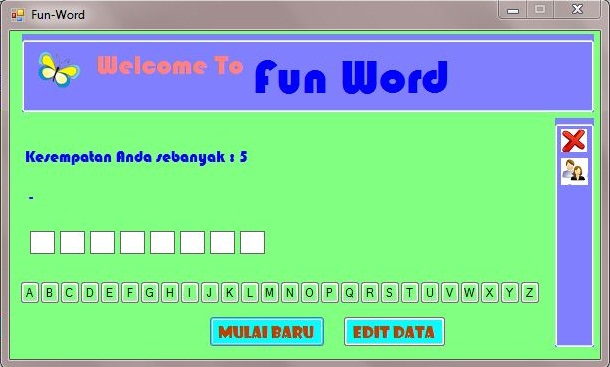 Fun-Word
Welcome To Fun Word
Kesempatan Anda sebanyak : 5
-
A B C D E F G H I J K L M N O P Q R S T U V W X Y Z
MULAI BARU EDIT DATA